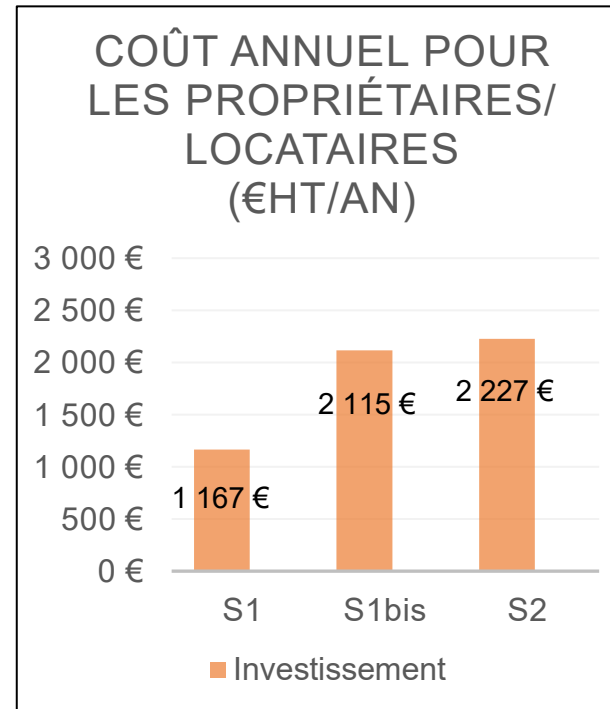 COÛT ANNUEL POUR
LES PROPRIÉTAIRES/
LOCATAIRES
(€HT/AN)
3 000 €
2 500 €
2 000 €
1 500 €
1 000 €
500 €
0 €
1 167 €
2 115 €
2 227 €
S1 S1bis S2
Investissement